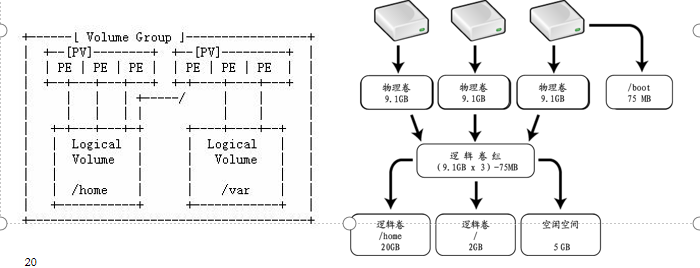 [ Volume Group ]
[PV] [PV]
| PE | PE | PE | | PE | PE | PE |
Logical
Volume
/home
Logical
Volume
/var
物理卷
9.1GB
物理卷
9.1GB
物理卷
9.1GB
/boot
75 MB
逻辑卷组
(9.1GB x 3)-75MB
逻辑卷
/home
20GB
逻辑卷
/
2GB
空闲空间
5GB
20